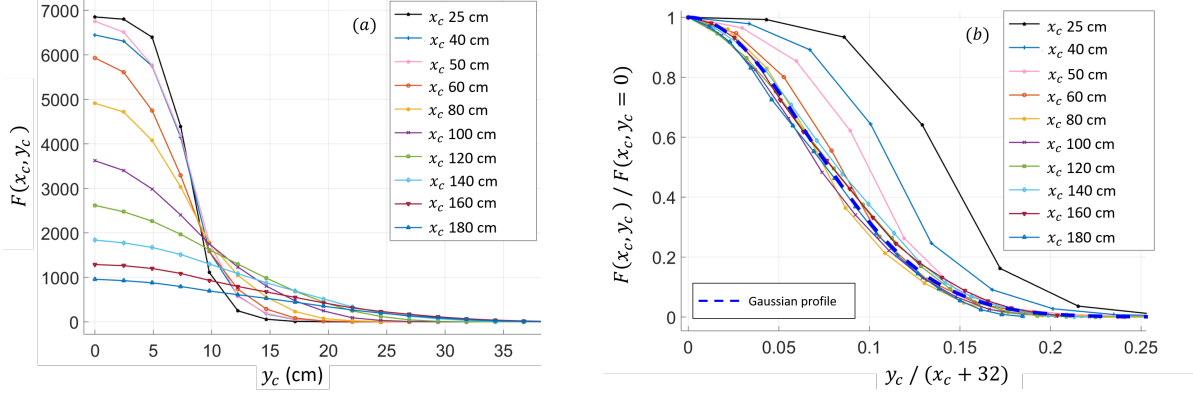 (a)
x_c 25 cm
x_c 40 cm
x_c 50 cm
x_c 60 cm
x_c 80 cm
x_c 100 cm
x_c 120 cm
x_c 140 cm
x_c 160 cm
x_c 180 cm
F(x_c, y_c)
7000
6000
5000
4000
3000
2000
1000
0
0 5 10 15 20 25 30 35
y_c (cm)
(b)
x_c 25 cm
x_c 40 cm
x_c 50 cm
x_c 60 cm
x_c 80 cm
x_c 100 cm
x_c 120 cm
x_c 140 cm
x_c 160 cm
x_c 180 cm
Gaussian profile
F(x_c, y_c) / F(x_c, y_c = 0)
1
0.8
0.6
0.4
0.2
0
0 0.05 0.1 0.15 0.2 0.25
y_c / (x_c + 32)